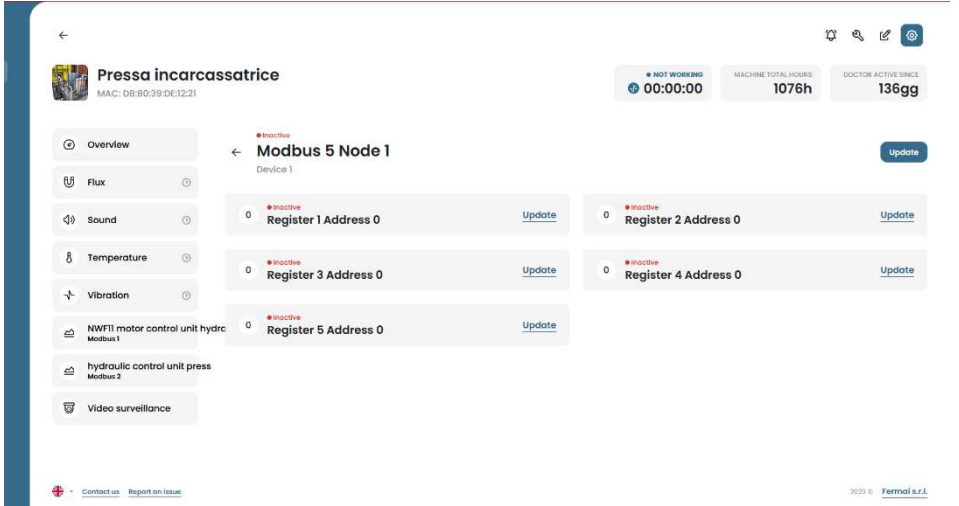 Pressa incarcassatrice
MAC: D8:80:39:DE:12:21
NOT WORKING
00:00:00
MACHINE TOTAL HOURS
1076h
DOCTOR ACTIVE SINCE
136gg
Overview
Flux
Sound
Temperature
Vibration
NWF11 motor control unit hydra
Modbus 1
hydraulic control unit press
Modbus 2
Video surveillance
Inactive
Modbus 5 Node 1
Device 1
Update
0
Inactive
Register 1 Address 0
Update
0
Inactive
Register 2 Address 0
Update
0
Inactive
Register 3 Address 0
Update
0
Inactive
Register 4 Address 0
Update
0
Inactive
Register 5 Address 0
Update
Contact us Report an issue
2023 © Fermai s.r.l.